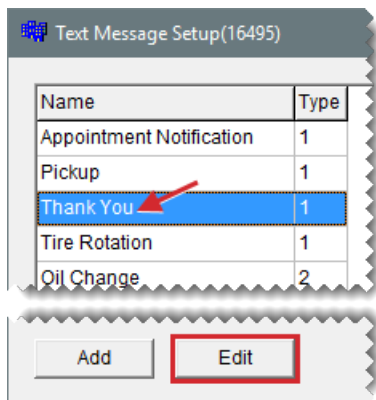 Text Message Setup(16495)
Name Type
Appointment Notification 1
Pickup 1
Thank You 1
Tire Rotation 1
Oil Change 2
Add Edit